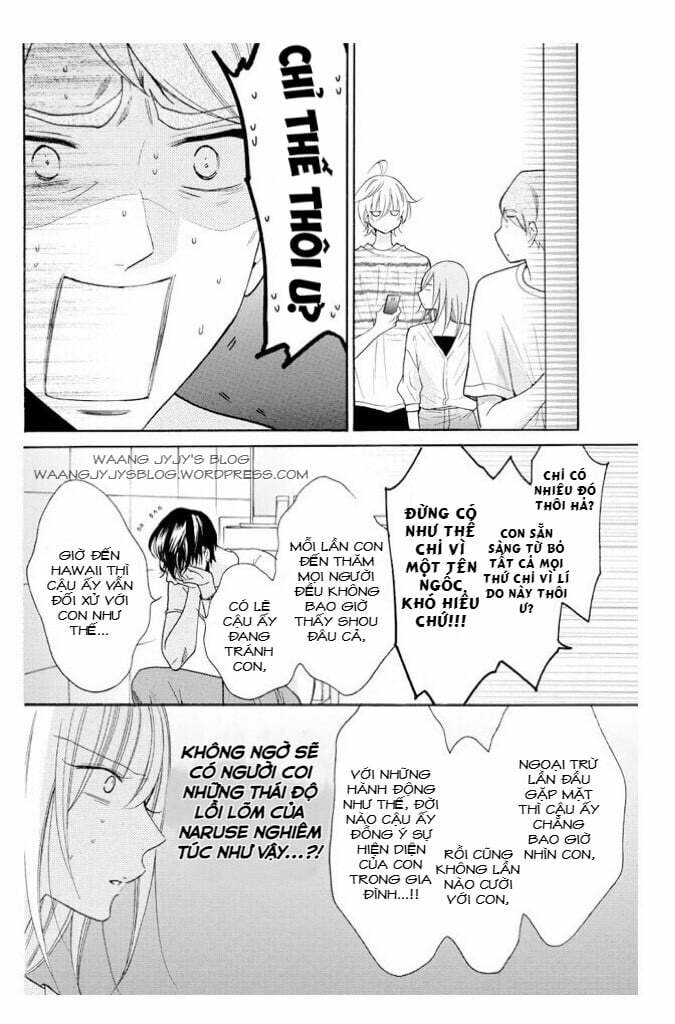 CHỈ THẾ THÔI Ư?
CHỈ CÓ
NHIÊU ĐÓ
THÔI HẢ?
CON SẴN
SÀNG TỪ BỎ
TẤT CẢ MỌI
THỨ CHỈ VÌ LÍ
DO NÀY THÔI
Ư?
ĐỪNG CÓ
NHƯ THẾ
CHỈ VÌ
MỘT TÊN
NGỐC
KHÓ HIỂU
CHỨ!!!
MỖI LẦN CON
ĐẾN THĂM
MỌI NGƯỜI
ĐỀU KHÔNG
BAO GIỜ
THẤY SHOU
ĐÂU CẢ,
CÓ LẼ
CẬU ẤY
ĐANG
TRÁNH
CON,
GIỜ ĐẾN
HAWAII THÌ
CẬU ẤY VẪN
ĐỐI XỬ VỚI
CON NHƯ
THẾ...
WAANG JYJY'S BLOG
WAANGJYJYSBLOG.WORDPRESS.COM
NGOẠI TRỪ
LẦN ĐẦU
GẶP MẶT
THÌ CẬU ẤY
CHẲNG
BAO GIỜ
NHÌN CON,
RỒI CŨNG
KHÔNG LẦN
NÀO CƯỜI
VỚI CON,
VỚI NHỮNG
HÀNH ĐỘNG
NHƯ THẾ, ĐỜI
NÀO CẬU ẤY
ĐỒNG Ý SỰ
HIỆN DIỆN
CỦA CON
TRONG GIA
ĐÌNH...!!
KHÔNG NGỜ SẼ
CÓ NGƯỜI COI
NHỮNG THÁI ĐỘ
LỒI LÕM CỦA
NARUSE NGHIÊM
TÚC NHƯ VẬY...?!